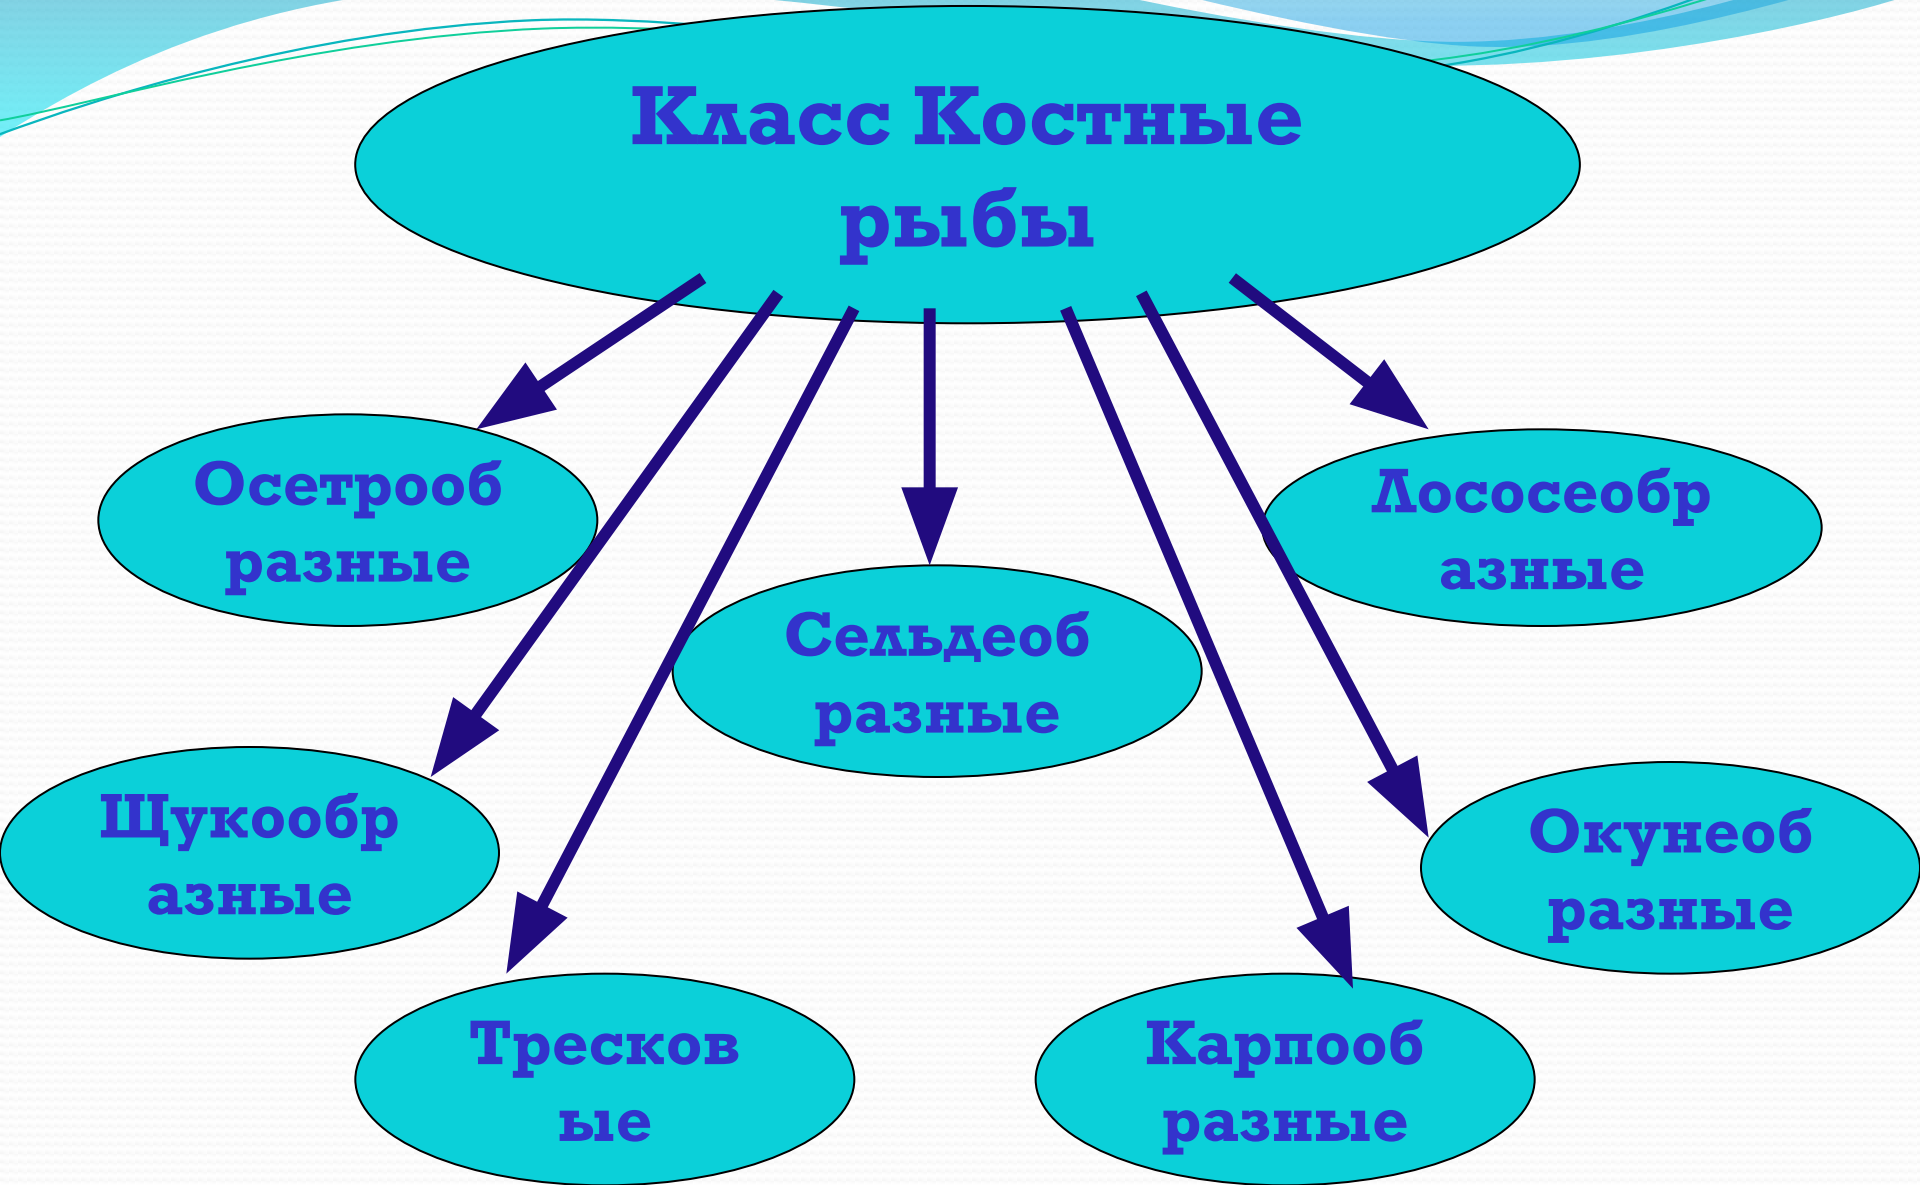 Класс Костные
рыбы
Осетрооб
разные
Лососеобр
азные
Сельдеоб
разные
Щукообр
азные
Окунеоб
разные
Тресков
ые
Карпооб
разные